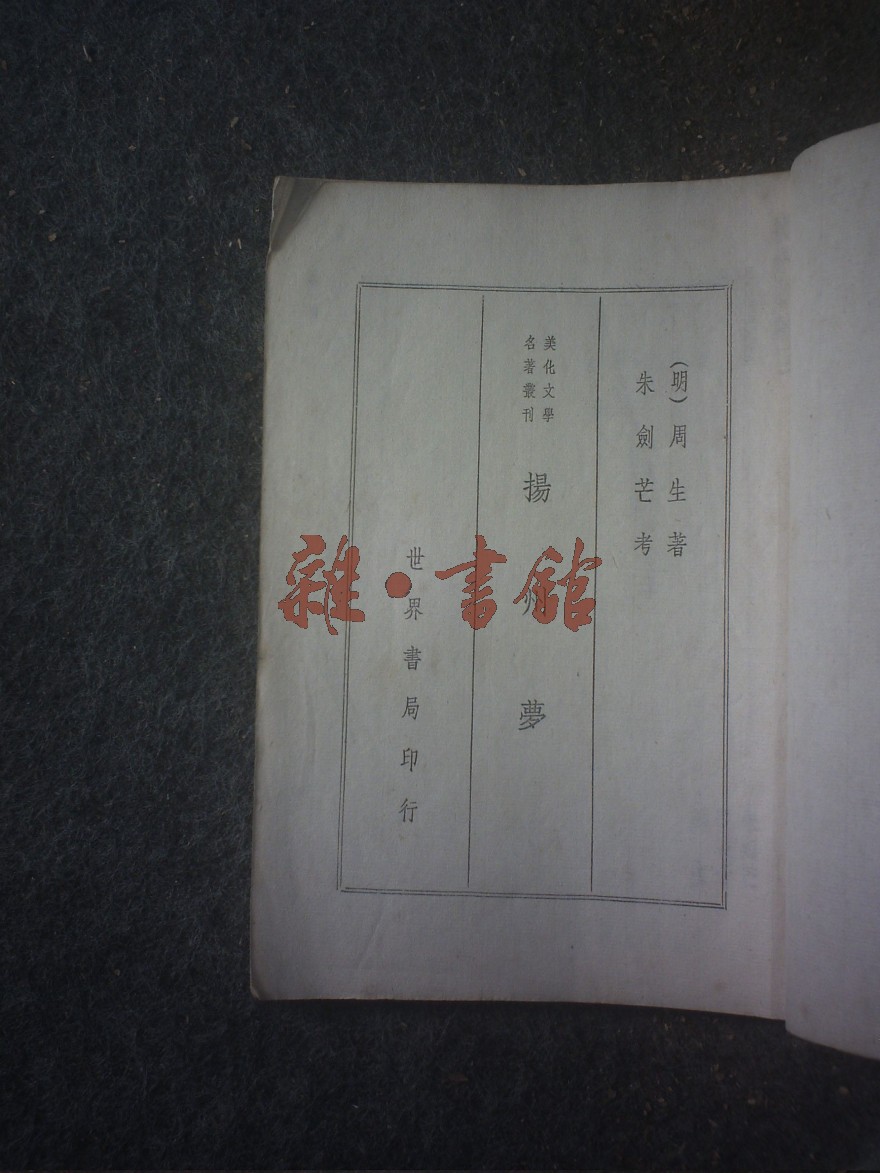 (明)周生著
朱劍芒考
美化文學
名著叢刊
揚州夢
世界書局印行
雜·書館